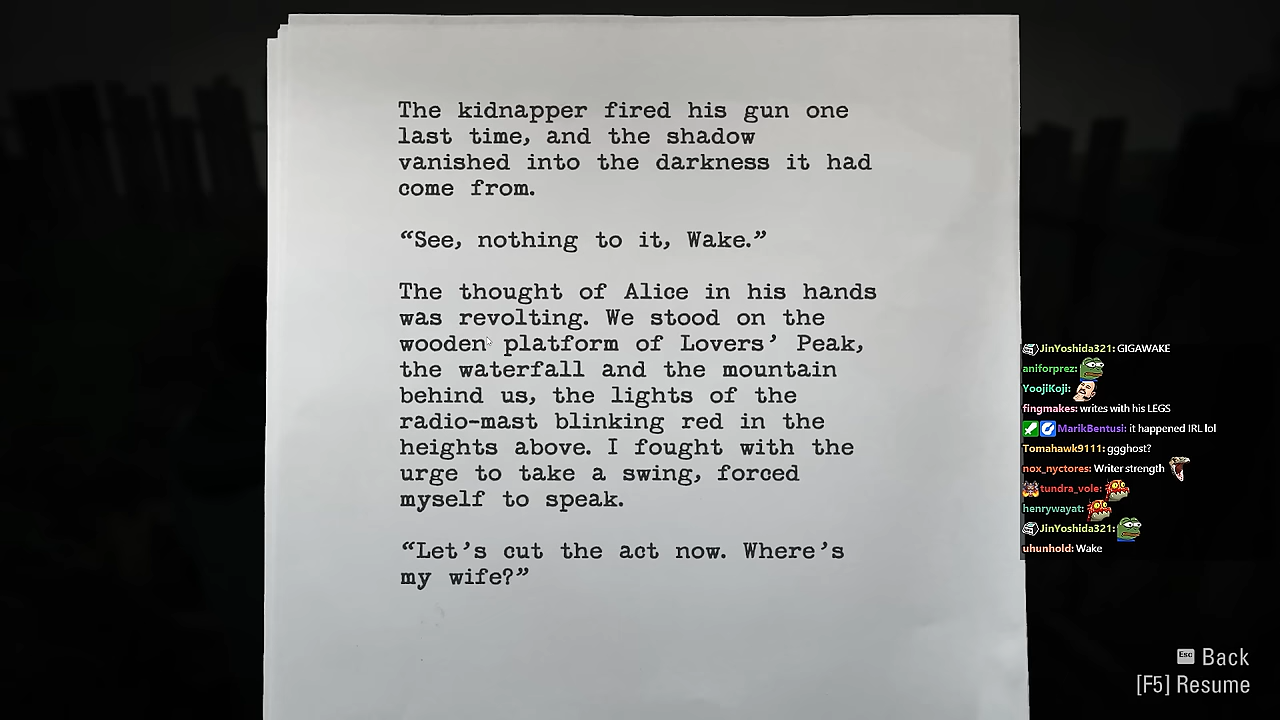 The kidnapper fired his gun one
last time, and the shadow
vanished into the darkness it had
come from.
“See, nothing to it, Wake.”
The thought of Alice in his hands
was revolting. We stood on the
wooden platform of Lovers’ Peak,
the waterfall and the mountain
behind us, the lights of the
radio-mast blinking red in the
heights above. I fought with the
urge to take a swing, forced
myself to speak.
“Let’s cut the act now. Where’s
my wife?”
JinYoshida321: GIGAWAKE
aniforprez:
YoojiKoji:
fingmakes: writes with his LEGS
MarikBentusi: it happened IRL lol
Tomahawk9111: ggghost?
nox_nyctores: Writer strength
tundra_vole:
henrywayat:
JinYoshida321:
uhunhold: Wake
Esc Back
[F5] Resume